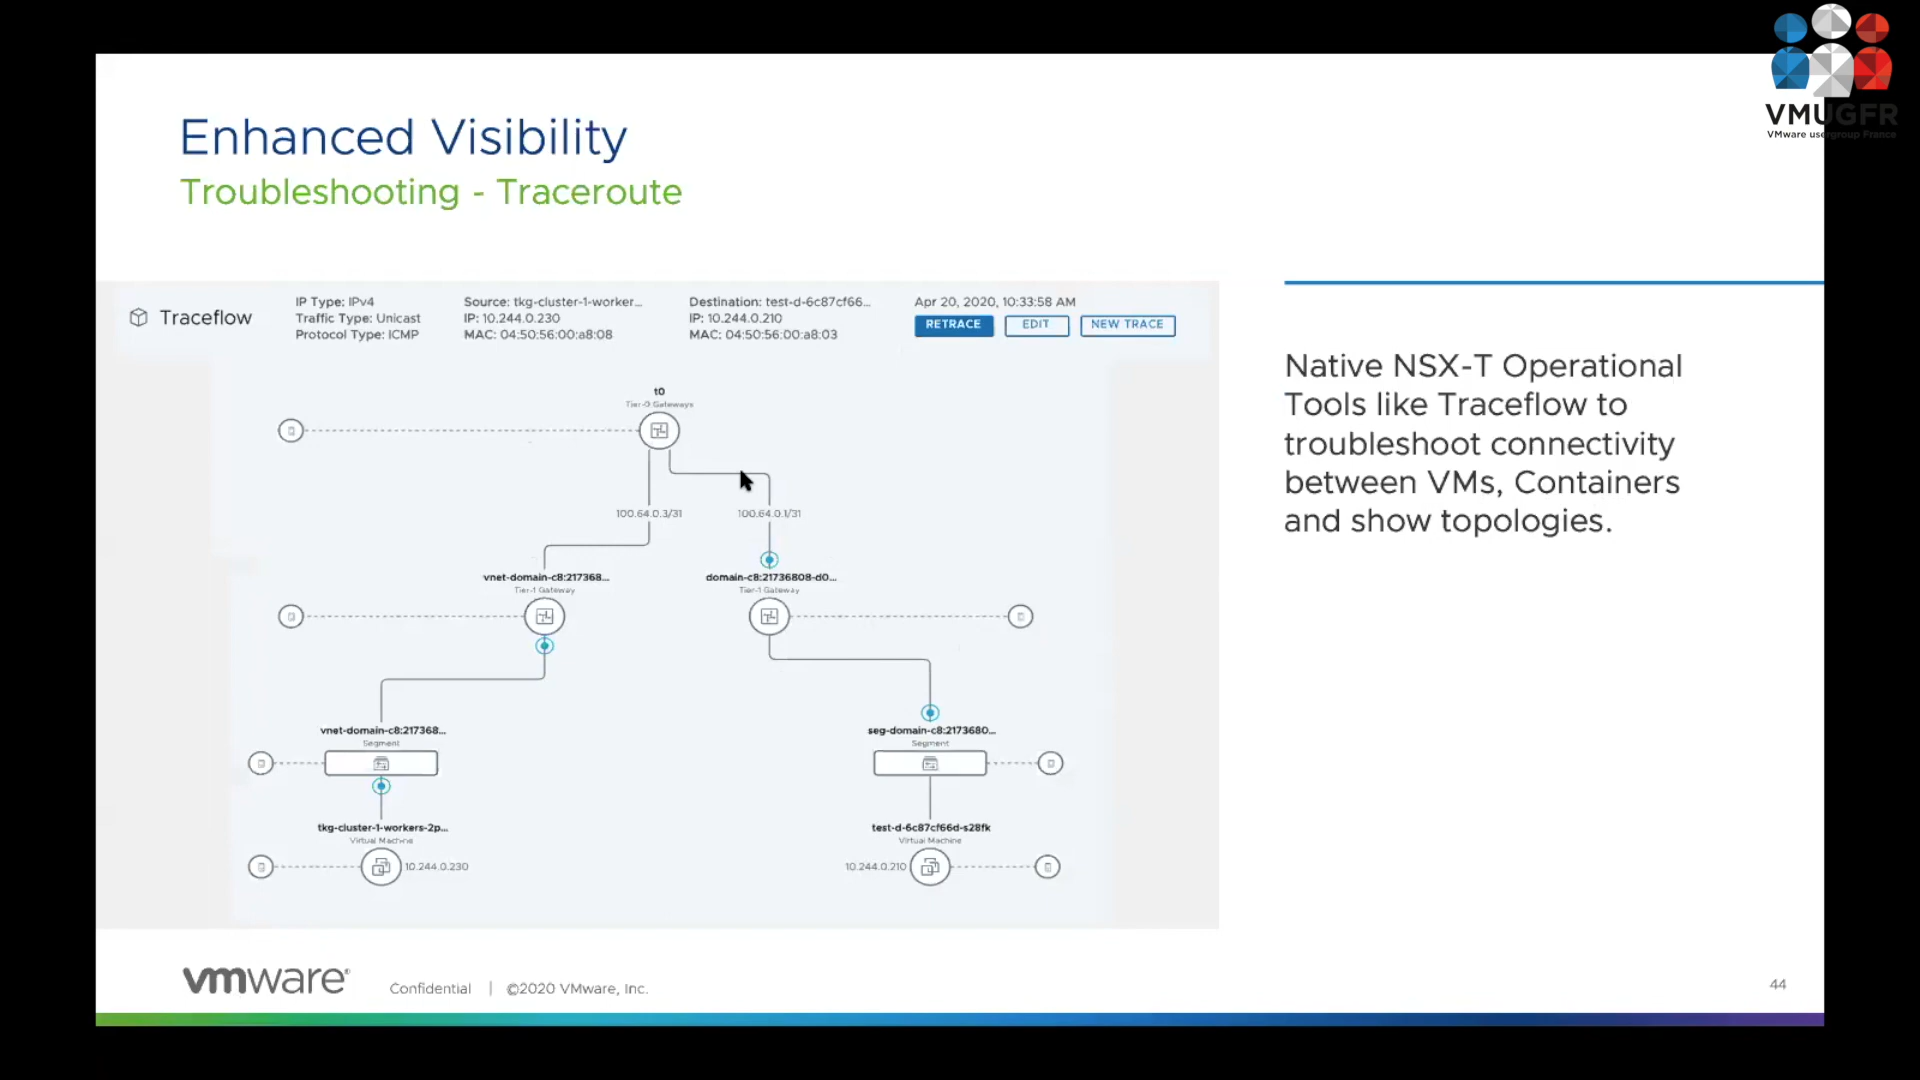 VMUGFR
VMware usergroup France
Enhanced Visibility
Troubleshooting - Traceroute
Traceflow
IP Type: IPv4
Traffic Type: Unicast
Protocol Type: ICMP
Source: tkg-cluster-1-worker...
IP: 10.244.0.230
MAC: 04:50:56:00:a8:08
Destination: test-d-6c87cf66...
IP: 10.244.0.210
MAC: 04:50:56:00:a8:03
Apr 20, 2020, 10:33:58 AM
RETRACE
EDIT
NEW TRACE
t0
Tier-0 Gateways
100.64.0.3/31
100.64.0.1/31
vnet-domain-c8:217368...
Tier-1 Gateway
domain-c8:21736808-d0...
Tier-1 Gateway
vnet-domain-c8:217368...
Segment
seg-domain-c8:2173680...
Segment
tkg-cluster-1-workers-2p...
Virtual Machine
10.244.0.230
test-d-6c87cf66d-s28fk
Virtual Machine
10.244.0.210
Native NSX-T Operational
Tools like Traceflow to
troubleshoot connectivity
between VMs, Containers
and show topologies.
vmware®
Confidential | ©2020 VMware, Inc.
44